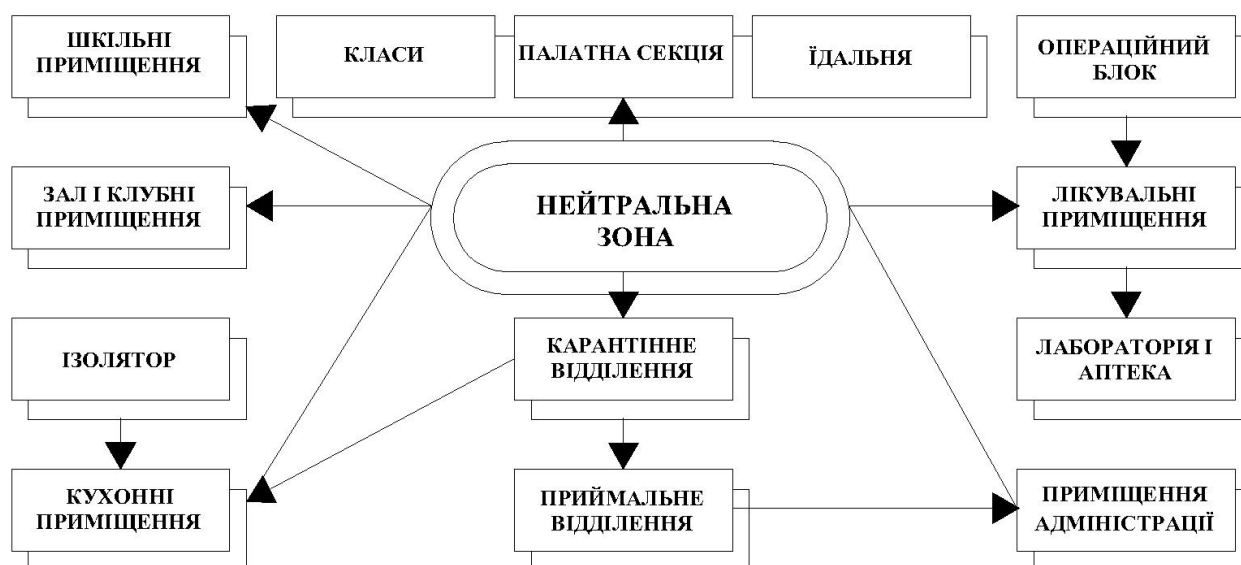 ШКІЛЬНІ
ПРИМІЩЕННЯ
КЛАСИ
ПАЛАТНА СЕКЦІЯ
ЇДАЛЬНЯ
ОПЕРАЦІЙНИЙ
БЛОК
ЗАЛ І КЛУБНІ
ПРИМІЩЕННЯ
НЕЙТРАЛЬНА
ЗОНА
ЛІКУВАЛЬНІ
ПРИМІЩЕННЯ
ІЗОЛЯТОР
КАРАНТІННЕ
ВІДДІЛЕННЯ
ЛАБОРАТОРІЯ І
АПТЕКА
КУХОННІ
ПРИМІЩЕННЯ
ПРИЙМАЛЬНЕ
ВІДДІЛЕННЯ
ПРИМІЩЕННЯ
АДМІНІСТРАЦІЇ